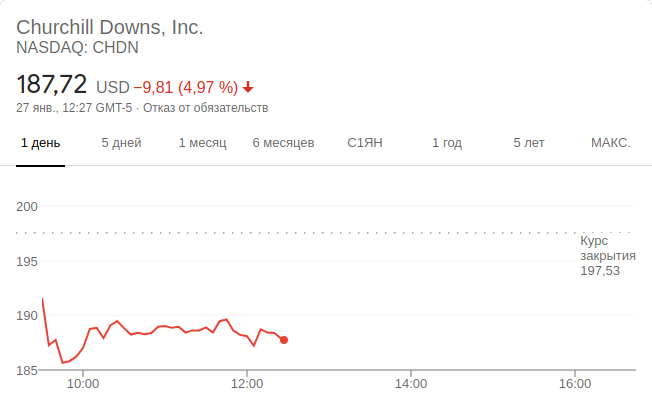 Churchill Downs, Inc.
NASDAQ: CHDN
187,72 USD −9,81 (4,97 %)
27 янв., 12:27 GMT-5 · Отказ от обязательств
1 день 5 дней 1 месяц 6 месяцев С1ЯН 1 год 5 лет МАКС.
200
Курс
закрытия
195
197,53
190
185
10:00 12:00 14:00 16:00